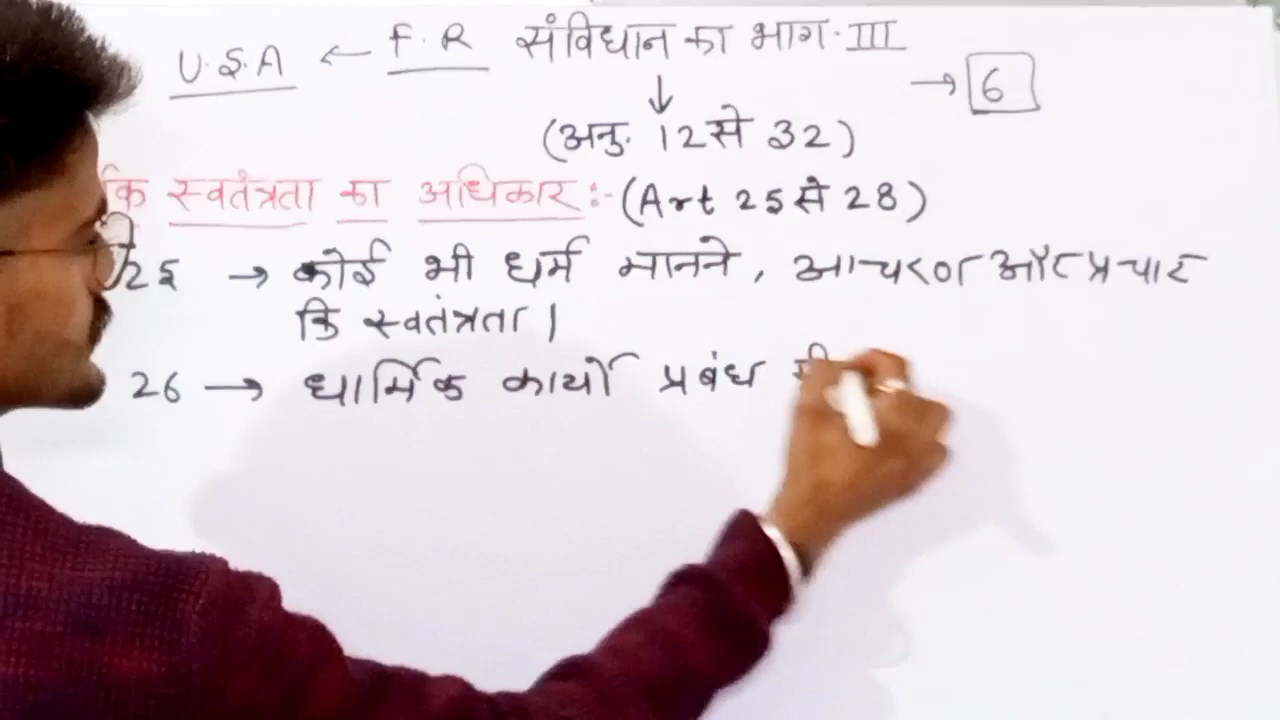 U.S.A ← F.R संविधान का भाग-III
→ 6
↓
(अनु. 12 से 32)
कि स्वतंत्रता का अधिकार :- (Art 25 से 28)
25 → कोई भी धर्म मानने, आचरण और प्रचार
कि स्वतंत्रता।
26 → धार्मिक कार्यो प्रबंध